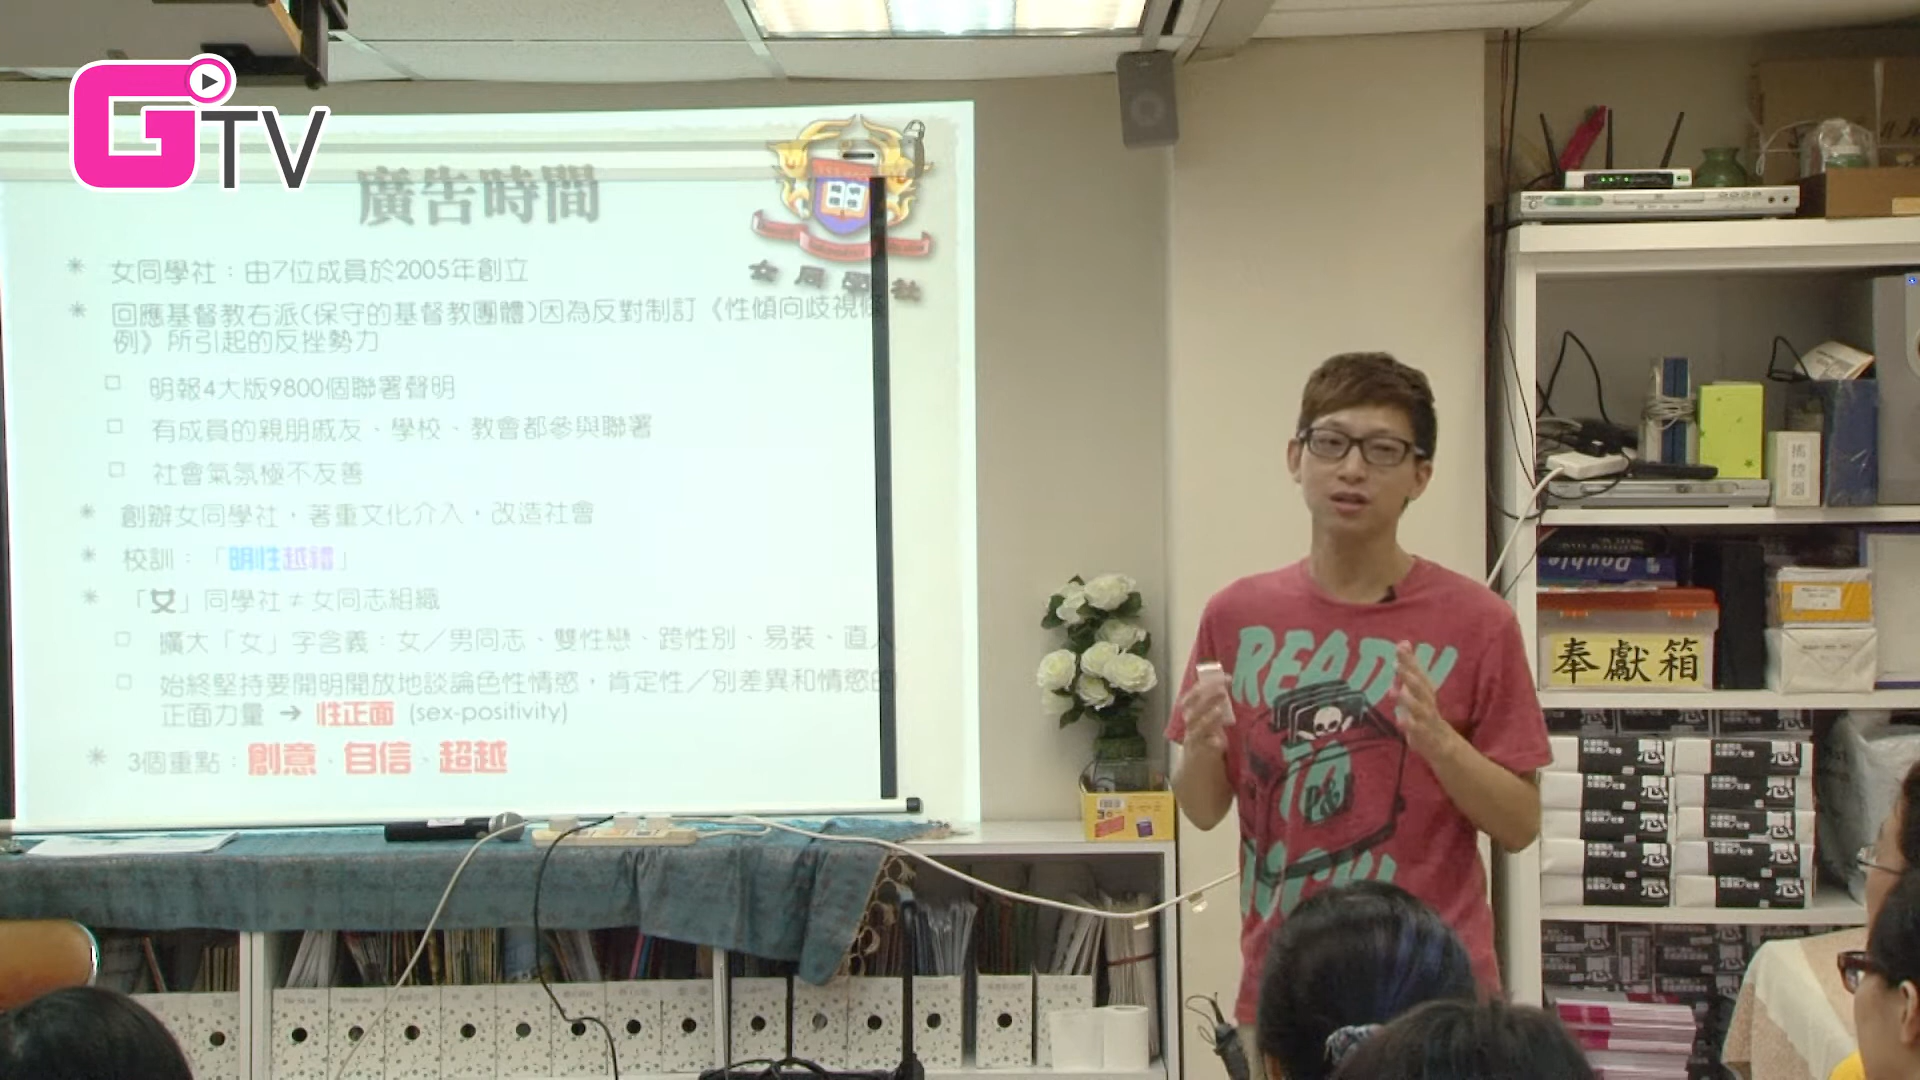 GTV
廣告時間
女同學社
女同學社：由7位成員於2005年創立
回應基督教右派(保守的基督教團體)因為反對制訂《性傾向歧視條
例》所引起的反挫勢力
明報4大版9800個聯署聲明
有成員的親朋戚友、學校、教會都參與聯署
社會氣氛極不友善
創辦女同學社，著重文化介入，改造社會
校訓：「明性越禮」
「女」同學社≠女同志組織
擴大「女」字含義：女／男同志、雙性戀、跨性別、易裝、直人
始終堅持要開明開放地談論色性情慾，肯定性／別差異和情慾的
正面力量 → 性正面 (sex-positivity)
3個重點：創意、自信、超越
READY
TO
P&
搖控器
Double
奉獻箱